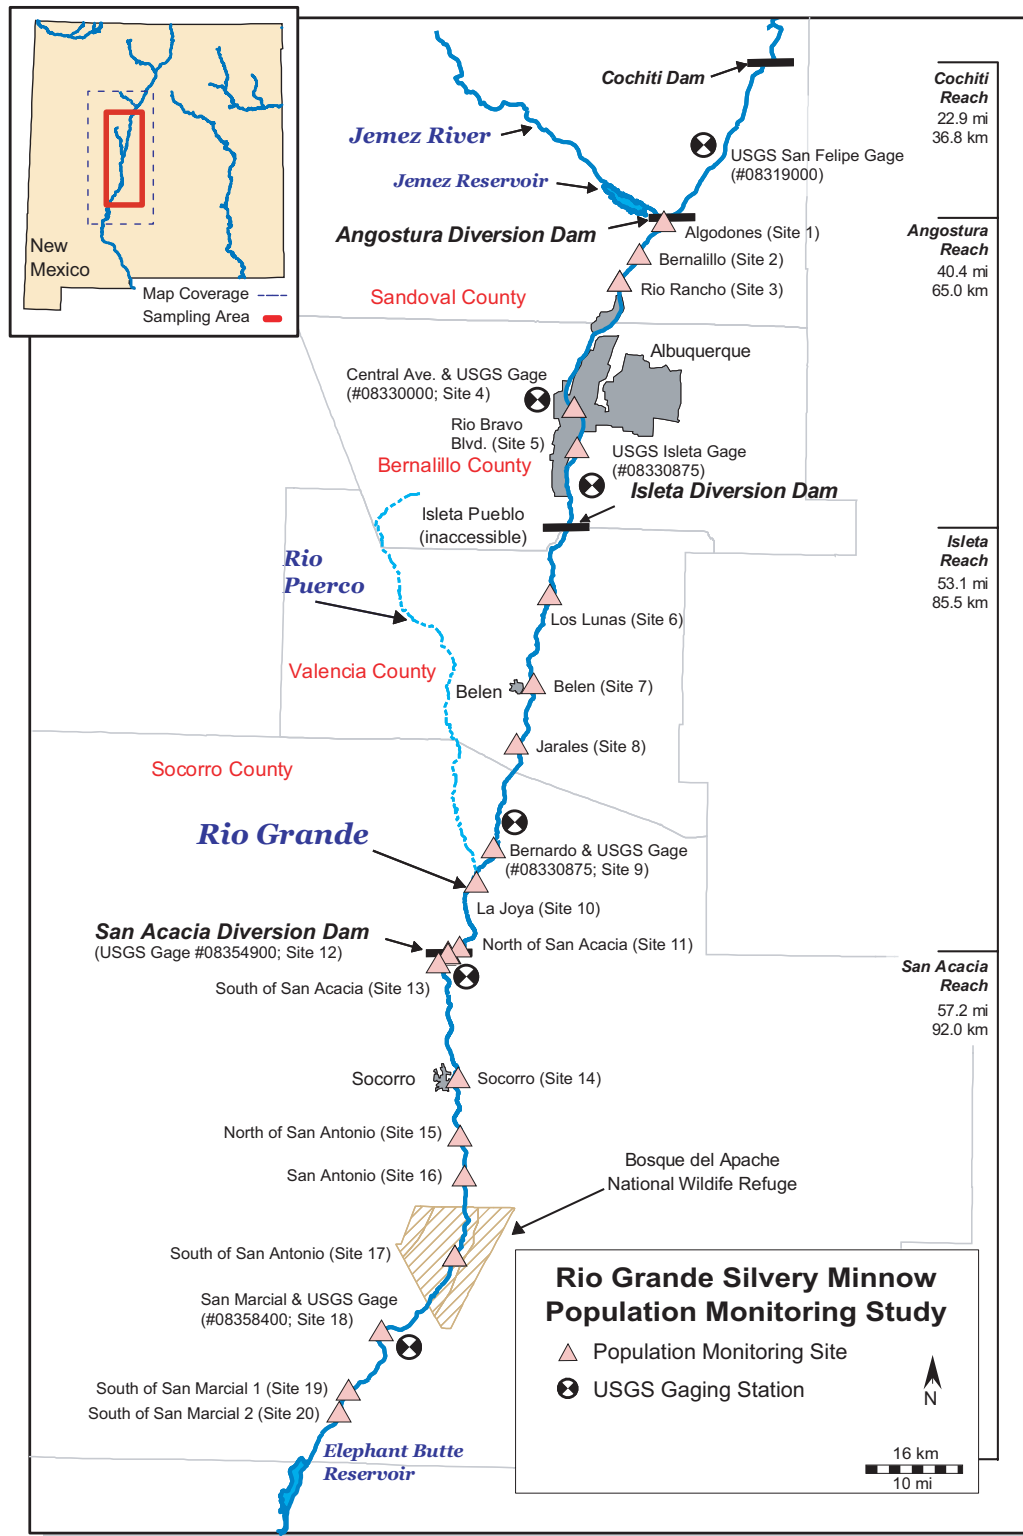 New
Mexico
Map Coverage
Sampling Area
Cochiti Dam
Cochiti
Reach
22.9 mi
36.8 km
Jemez River
USGS San Felipe Gage
(#08319000)
Jemez Reservoir
Angostura Diversion Dam
Algodones (Site 1)
Angostura
Reach
40.4 mi
65.0 km
Bernalillo (Site 2)
Rio Rancho (Site 3)
Sandoval County
Albuquerque
Central Ave. & USGS Gage
(#08330000; Site 4)
Rio Bravo
Blvd. (Site 5)
USGS Isleta Gage
(#08330875)
Bernalillo County
Isleta Diversion Dam
Isleta Pueblo
(inaccessible)
Isleta
Reach
53.1 mi
85.5 km
Rio
Puerco
Los Lunas (Site 6)
Valencia County
Belen
Belen (Site 7)
Jarales (Site 8)
Socorro County
Rio Grande
Bernardo & USGS Gage
(#08330875; Site 9)
La Joya (Site 10)
San Acacia Diversion Dam
(USGS Gage #08354900; Site 12)
North of San Acacia (Site 11)
San Acacia
Reach
57.2 mi
92.0 km
South of San Acacia (Site 13)
Socorro
Socorro (Site 14)
North of San Antonio (Site 15)
San Antonio (Site 16)
Bosque del Apache
National Wildife Refuge
South of San Antonio (Site 17)
San Marcial & USGS Gage
(#08358400; Site 18)
South of San Marcial 1 (Site 19)
South of San Marcial 2 (Site 20)
Elephant Butte
Reservoir
Rio Grande Silvery Minnow
Population Monitoring Study
Population Monitoring Site
USGS Gaging Station
N
16 km
10 mi